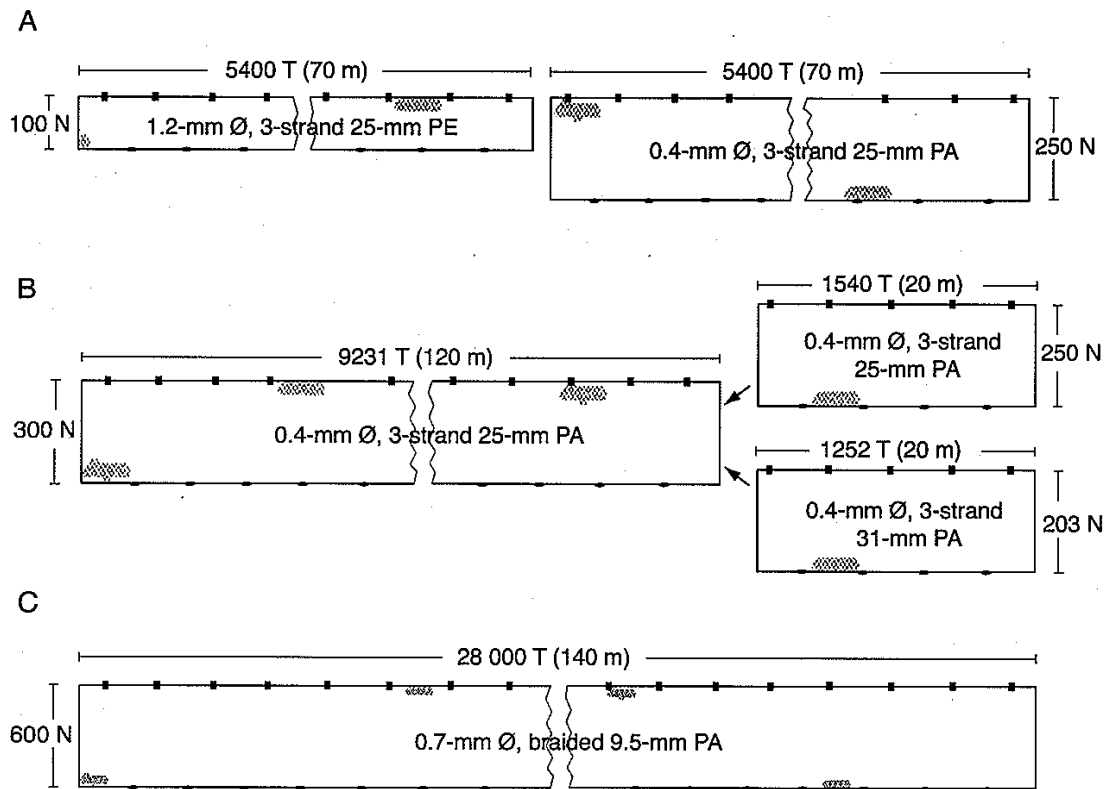 A
5400 T (70 m)
5400 T (70 m)
100 N
1.2-mm Ø, 3-strand 25-mm PE
0.4-mm Ø, 3-strand 25-mm PA
250 N
B
9231 T (120 m)
300 N
0.4-mm Ø, 3-strand 25-mm PA
1540 T (20 m)
0.4-mm Ø, 3-strand
25-mm PA
250 N
1252 T (20 m)
0.4-mm Ø, 3-strand
31-mm PA
203 N
C
28 000 T (140 m)
600 N
0.7-mm Ø, braided 9.5-mm PA